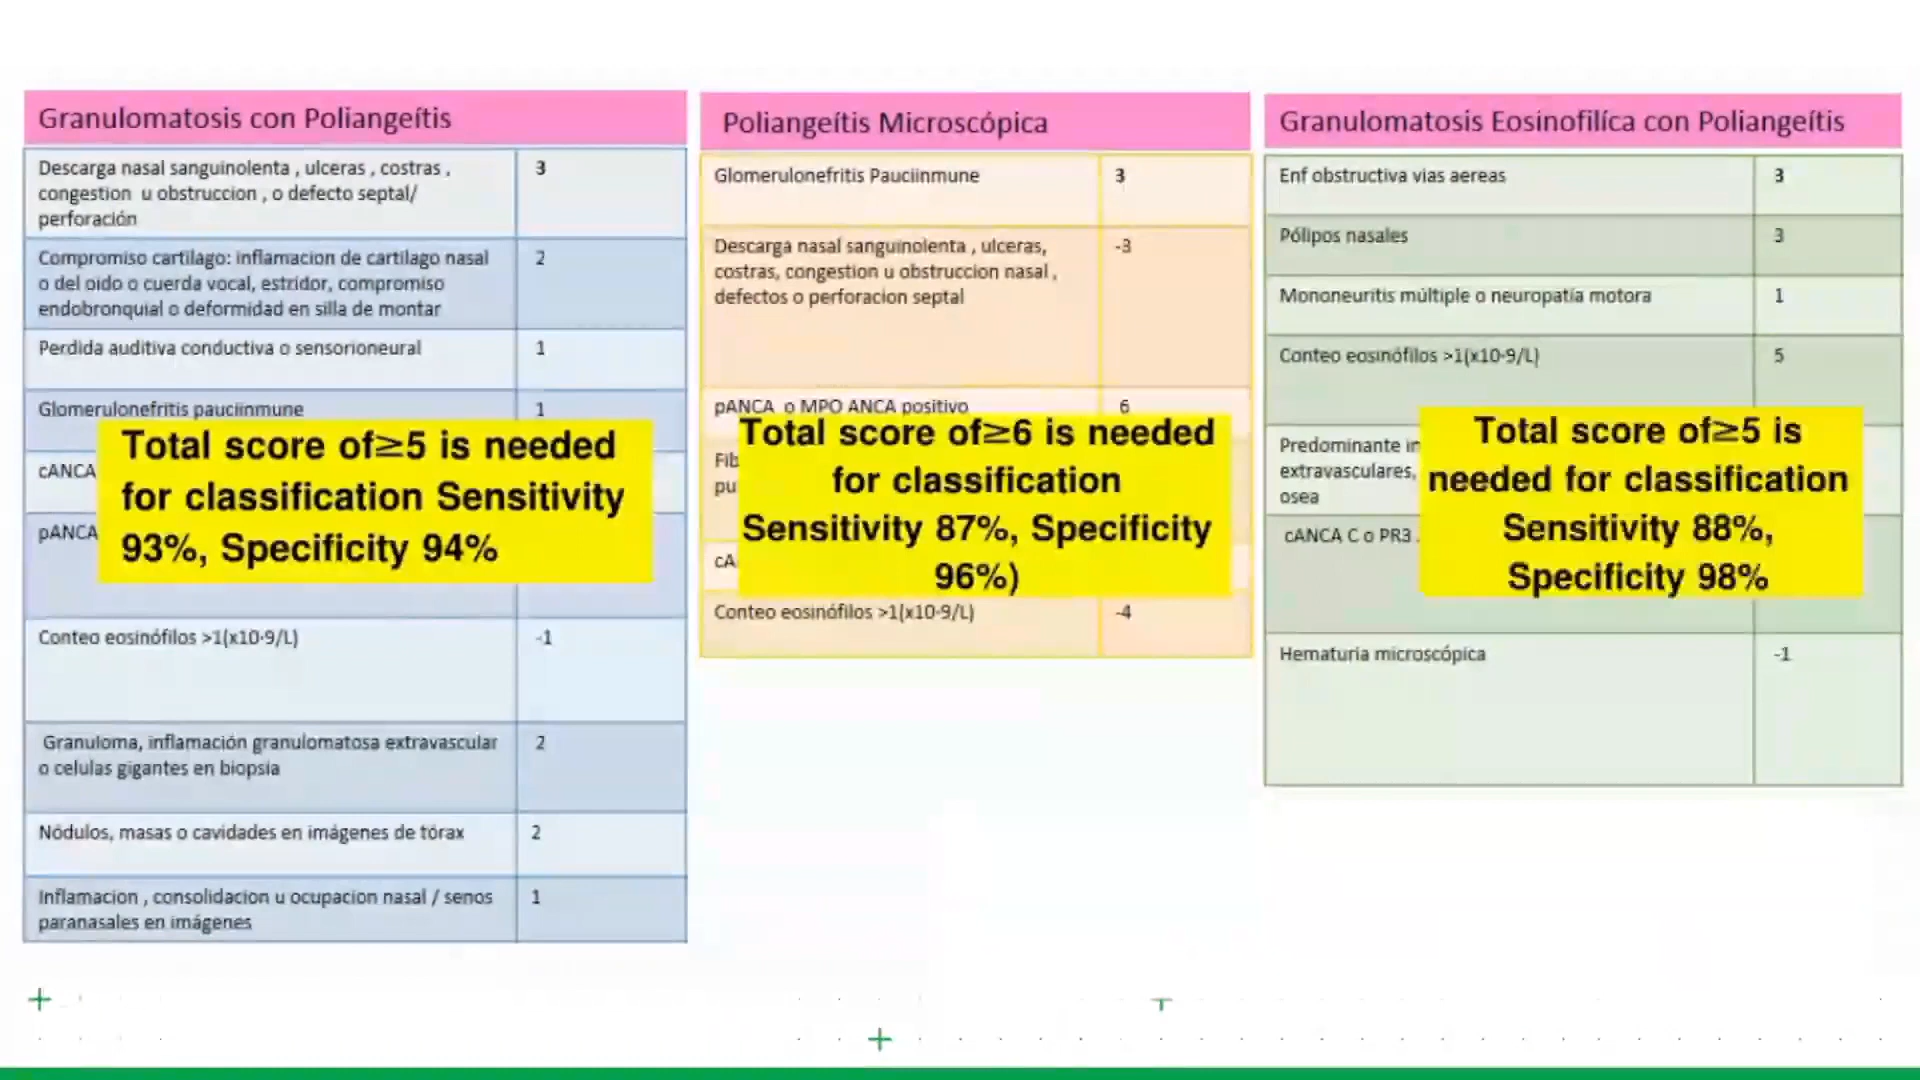 Granulomatosis con Poliangeítis
Descarga nasal sanguinolenta , ulceras , costras ,
congestion u obstruccion , o defecto septal/
perforación
3
Compromiso cartilago: inflamacion de cartilago nasal
o del oido o cuerda vocal, estridor, compromiso
endobronquial o deformidad en silla de montar
2
Perdida auditiva conductiva o sensorioneural
1
Glomerulonefritis pauciinmune
1
cANCA
pANCA
Total score of≥5 is needed
for classification Sensitivity
93%, Specificity 94%
Conteo eosinófilos >1(x10-9/L)
-1
Granuloma, inflamación granulomatosa extravascular
o celulas gigantes en biopsia
2
Nódulos, masas o cavidades en imágenes de tórax
2
Inflamacion , consolidacion u ocupacion nasal / senos
paranasales en imágenes
1
Poliangeítis Microscópica
Glomerulonefritis Pauciinmune
3
Descarga nasal sanguinolenta , ulceras,
costras, congestion u obstruccion nasal ,
defectos o perforacion septal
-3
pANCA o MPO ANCA positivo
6
Total score of≥6 is needed
for classification
Sensitivity 87%, Specificity
96%)
Conteo eosinófilos >1(x10-9/L)
-4
Granulomatosis Eosinofilíca con Poliangeítis
Enf obstructiva vias aereas
3
Pólipos nasales
3
Mononeuritis múltiple o neuropatía motora
1
Conteo eosinófilos >1(x10-9/L)
5
Predominante
extravasculares,
osea
cANCA C o PR3
Total score of≥5 is
needed for classification
Sensitivity 88%,
Specificity 98%
Hematuria microscópica
-1